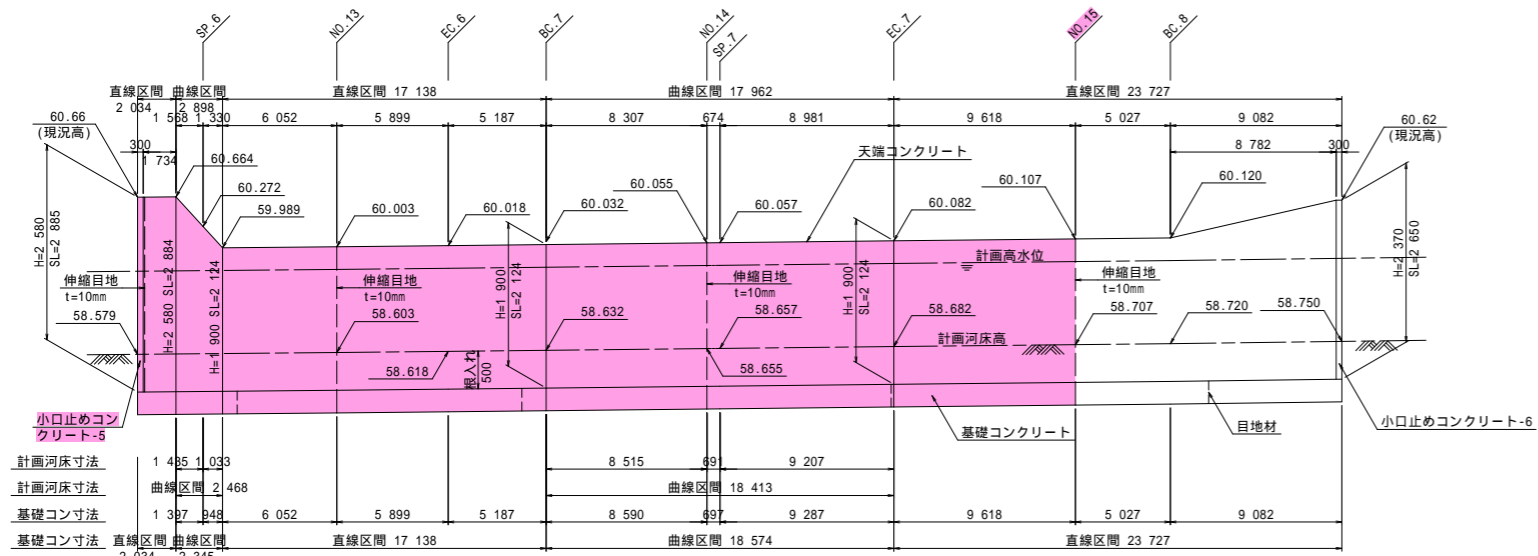 SP.6 NO.13 EC.6 BC.7 NO.14 SP.7 EC.7 NO.15 BC.8
直線区間 曲線区間 直線区間 17 138 曲線区間 17 962 直線区間 23 727
2 034 2 898
1 568 1 330 6 052 5 899 5 187 8 307 674 8 981 9 618 5 027 9 082
60.66
(現況高)
300
1 734
8 782 300
60.62
(現況高)
天端コンクリート
60.664
60.272
59.989
60.003
60.018
60.032
60.055
60.057
60.082
60.107
60.120
H=2 580
SL=2 885
H=2 580 SL=2 884
H=1 900 SL=2 124
H=1 900
SL=2 124
H=1 900
SL=2 124
H=2 370
SL=2 650
計画高水位
伸縮目地
t=10mm
伸縮目地
t=10mm
伸縮目地
t=10mm
伸縮目地
t=10mm
58.579
58.603
58.618
58.632
58.657
58.655
58.682
58.707
58.720
58.750
計画河床高
根入れ
500
小口止めコン
クリート-5
基礎コンクリート
目地材
小口止めコンクリート-6
計画河床寸法 1 435 1 033 8 515 691 9 207
計画河床寸法 曲線区間 2 468 曲線区間 18 413
基礎コン寸法 1 397 948 6 052 5 899 5 187 8 590 697 9 287 9 618 5 027 9 082
基礎コン寸法 直線区間 曲線区間 直線区間 17 138 曲線区間 18 574 直線区間 23 727
2 034 2 345